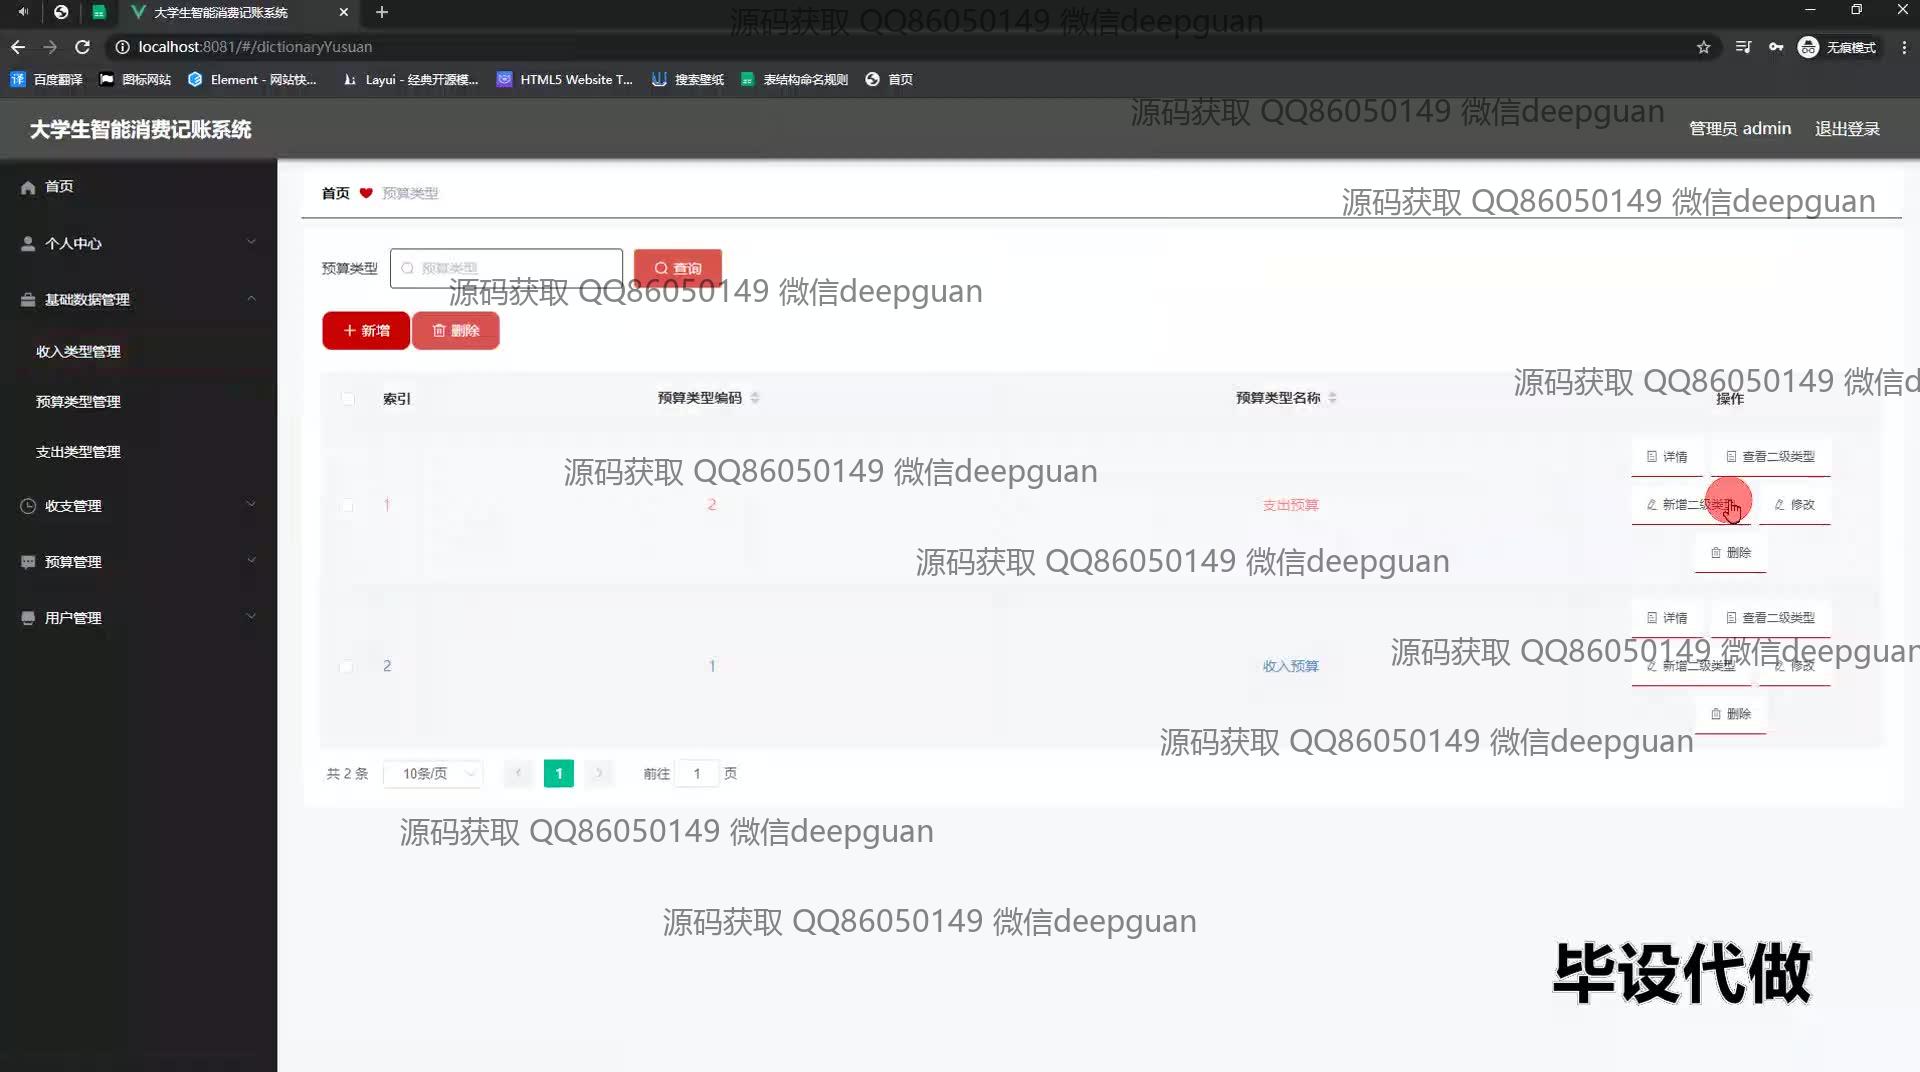 大学生智能消费记账系统
localhost:8081/#/dictionaryYusuan
无痕模式
百度翻译
图标网站
Element - 网站快...
Layui - 经典开源模...
HTML5 Website T...
搜索壁纸
表结构命名规则
首页
源码获取 QQ86050149 微信deepguan
源码获取 QQ86050149 微信deepguan
大学生智能消费记账系统
管理员 admin
退出登录
首页
个人中心
基础数据管理
收入类型管理
预算类型管理
支出类型管理
收支管理
预算管理
用户管理
首页 预算类型
源码获取 QQ86050149 微信deepguan
预算类型 预算类型 查询
源码获取 QQ86050149 微信deepguan
新增 删除
源码获取 QQ86050149 微信d
索引 预算类型编码 预算类型名称 操作
详情 查看二级类型
源码获取 QQ86050149 微信deepguan
1 2 支出预算 新增二级类型 修改
删除
源码获取 QQ86050149 微信deepguan
详情 查看二级类型
源码获取 QQ86050149 微信deepguan
2 1 收入预算 新增二级类型 修改
删除
源码获取 QQ86050149 微信deepguan
共 2 条 10条/页 1 前往 1 页
源码获取 QQ86050149 微信deepguan
源码获取 QQ86050149 微信deepguan
毕设代做